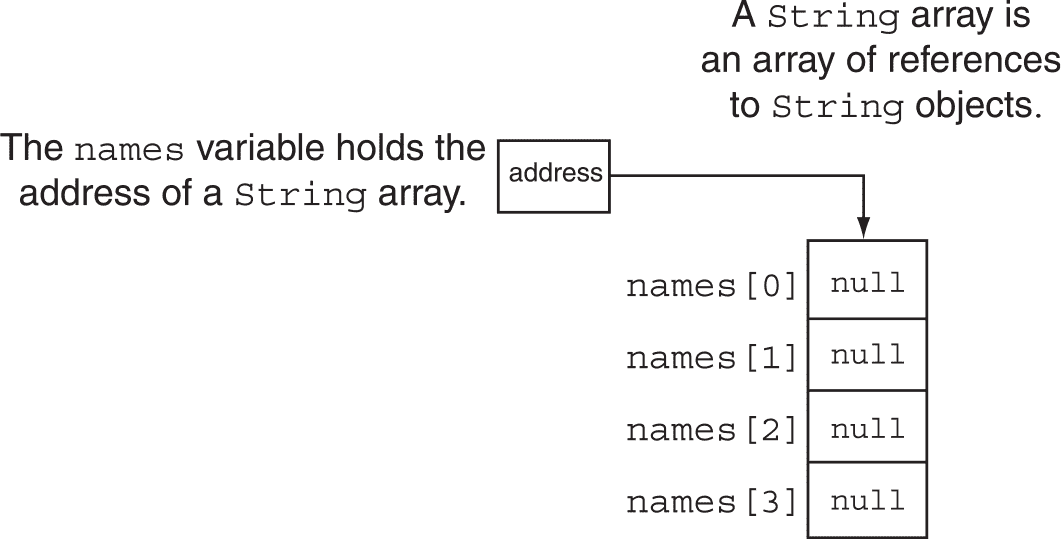 A String array is
an array of references
to String objects.
The names variable holds the
address of a String array.
address
names[0] null
names[1] null
names[2] null
names[3] null